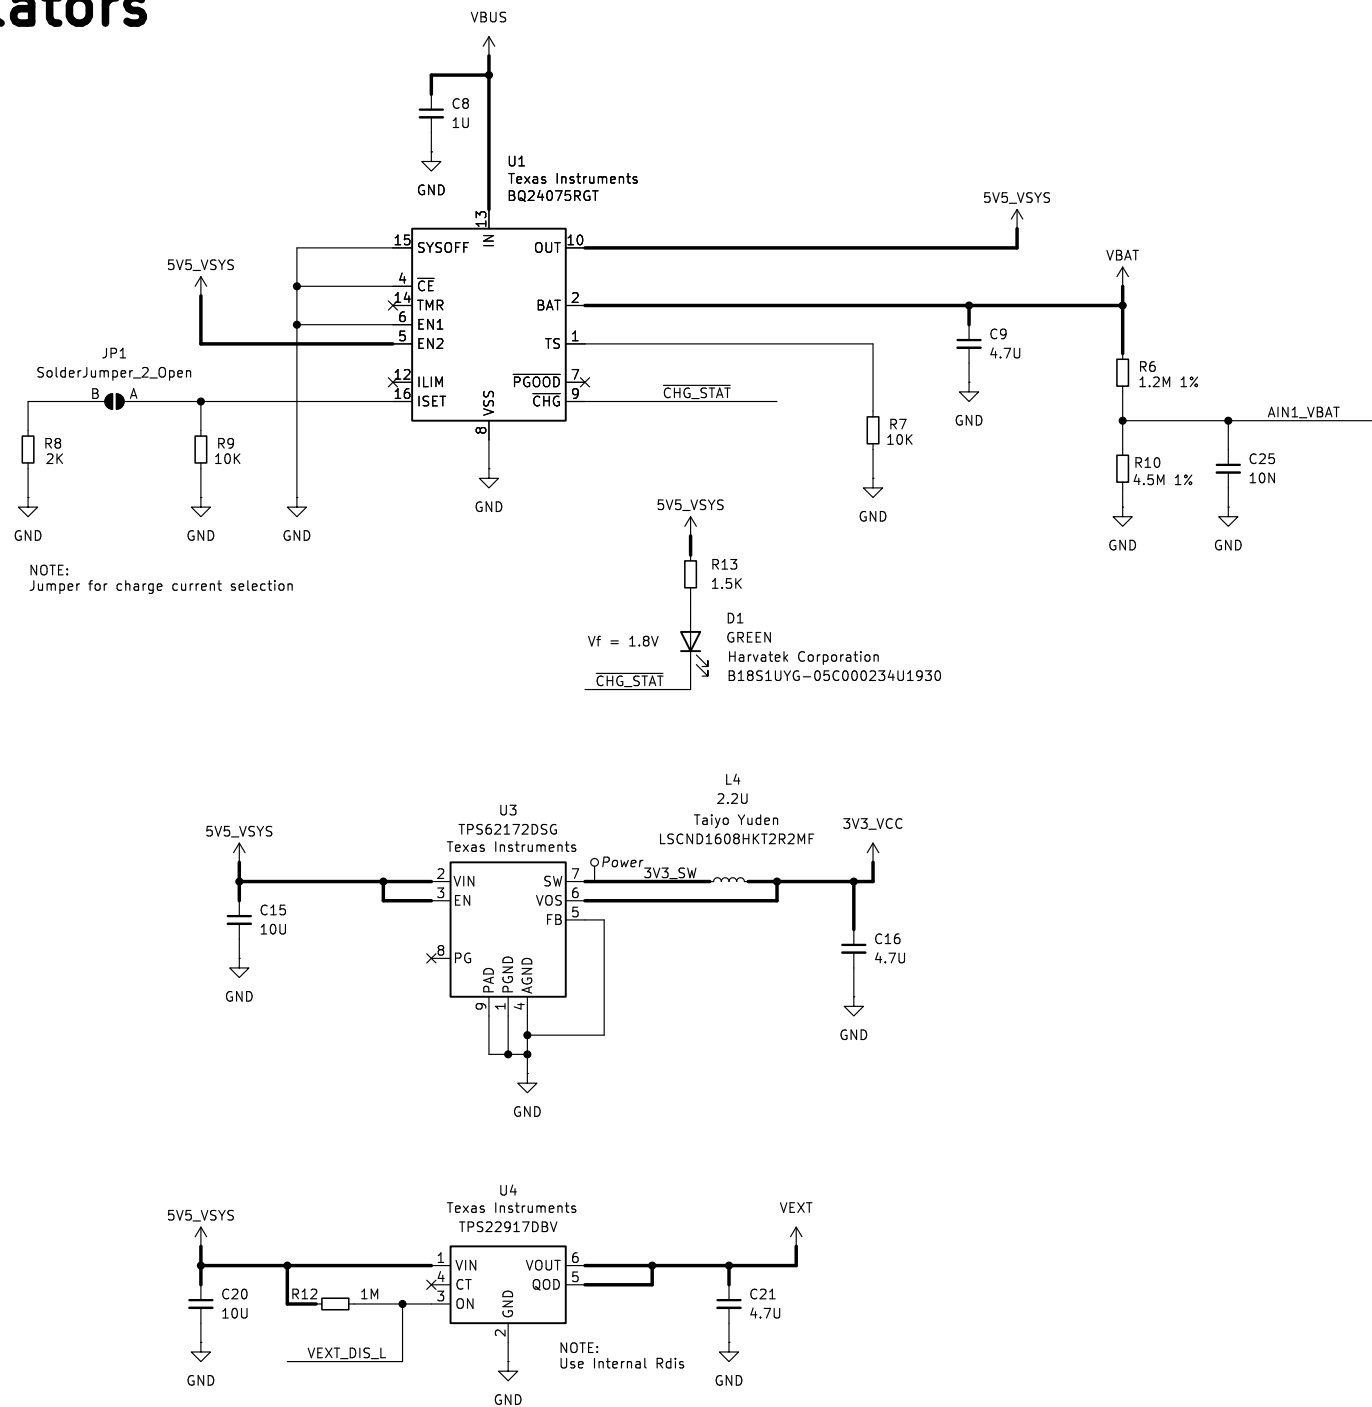 lators
VBUS
C8
1U
GND
U1
Texas Instruments
BQ24075RGT
13
IN
15
SYSOFF
OUT
10
5V5_VSYS
5V5_VSYS
4
CE
14
TMR
BAT
2
VBAT
6
EN1
5
EN2
TS
1
C9
4.7U
GND
JP1
SolderJumper_2_Open
B
A
12
ILIM
PGOOD
7
16
ISET
VSS
CHG
9
CHG_STAT
8
GND
R6
1.2M 1%
AIN1_VBAT
R8
2K
R9
10K
R7
10K
R10
4.5M 1%
C25
10N
GND
GND
GND
GND
GND
GND
NOTE:
Jumper for charge current selection
5V5_VSYS
R13
1.5K
D1
GREEN
Vf = 1.8V
Harvatek Corporation
B18S1UYG-05C000234U1930
CHG_STAT
L4
2.2U
Taiyo Yuden
LSCND1608HKT2R2MF
U3
TPS62172DSG
Texas Instruments
5V5_VSYS
3V3_VCC
Power
3V3_SW
2
VIN
SW
7
3
EN
VOS
6
FB
5
C15
10U
GND
8
PG
PAD
PGND
AGND
9
1
4
C16
4.7U
GND
GND
U4
Texas Instruments
TPS22917DBV
5V5_VSYS
VEXT
1
VIN
VOUT
6
4
CT
QOD
5
3
ON
GND
2
C20
10U
R12
1M
C21
4.7U
VEXT_DIS_L
NOTE:
Use Internal Rdis
GND
GND
GND